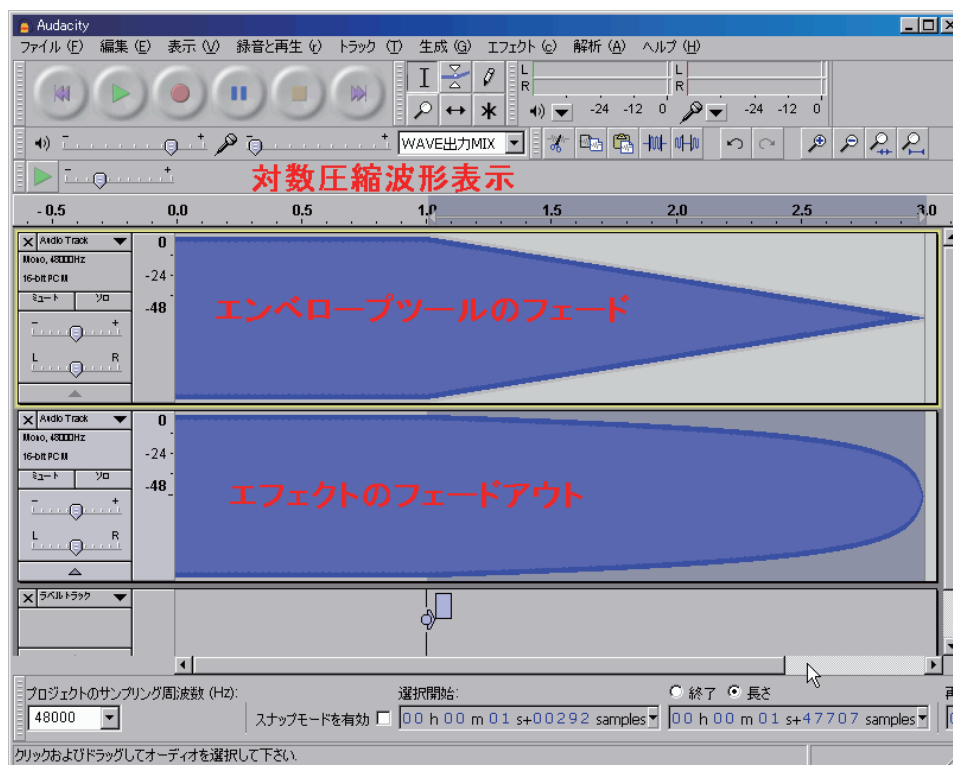 Audacity
ファイル (F) 編集 (E) 表示 (V) 録音と再生 (r) トラック (T) 生成 (G) エフェクト (c) 解析 (A) ヘルプ (H)
L
R
-24 -12 0
L
R
-24 -12 0
- +
- +
WAVE出力MIX
- +
対数圧縮波形表示
- 0.5 0.0 0.5 1.0 1.5 2.0 2.5 3.0
Audio Track
Mono, 48000Hz
16-bit PCM
ミュート ソロ
- +
L R
0
-24
-48
エンベロープツールのフェード
Audio Track
Mono, 48000Hz
16-bit PCM
ミュート ソロ
- +
L R
0
-24
-48
エフェクトのフェードアウト
ラベルトラック
プロジェクトのサンプリング周波数 (Hz):
48000
スナップモードを有効
選択開始:
00 h 00 m 01 s+00292 samples
終了 長さ
00 h 00 m 01 s+47707 samples
クリックおよびドラッグしてオーディオを選択して下さい.